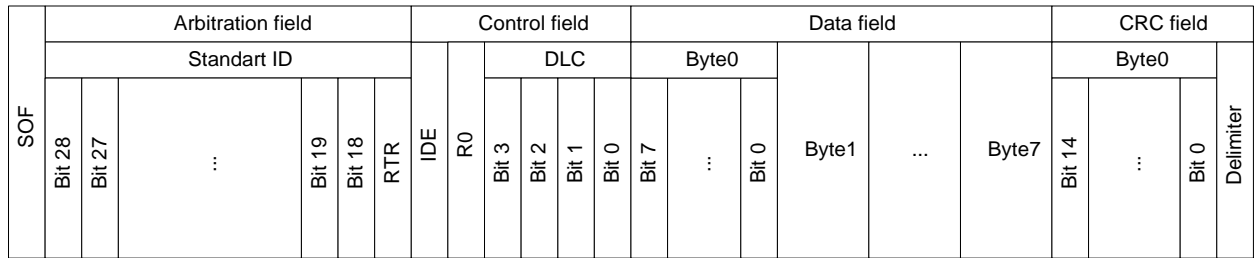 SOF
Arbitration field
Control field
Data field
CRC field
Standart ID
IDE
R0
DLC
Byte0
Byte1
...
Byte7
Byte0
Delimiter
Bit 28
Bit 27
...
Bit 19
Bit 18
RTR
Bit 3
Bit 2
Bit 1
Bit 0
Bit 7
...
Bit 0
Bit 14
...
Bit 0